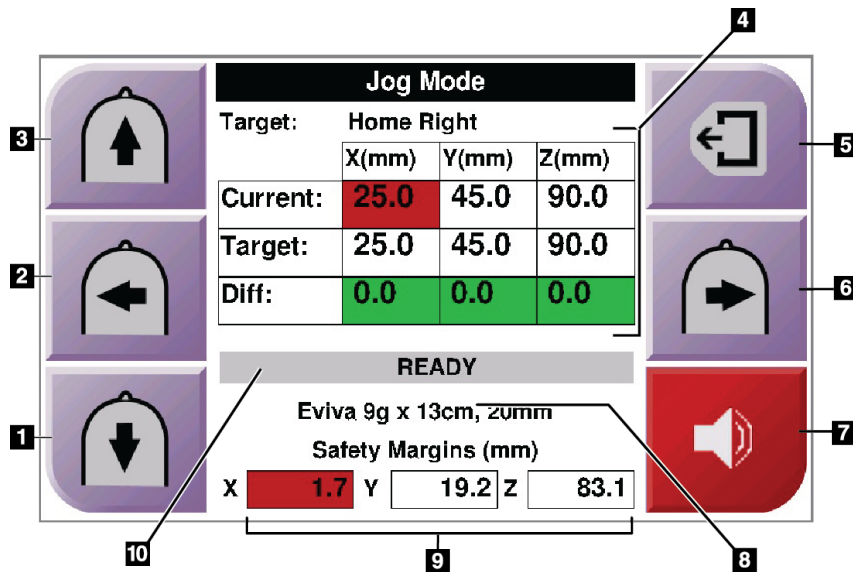 4
Jog Mode
3
Target: Home Right
5
X(mm) Y(mm) Z(mm)
Current: 25.0 45.0 90.0
Target: 25.0 45.0 90.0
2
Diff: 0.0 0.0 0.0
6
READY
Eviva 9g x 13cm, 20mm
1
Safety Margins (mm)
7
X 1.7 Y 19.2 Z 83.1
10
9
8